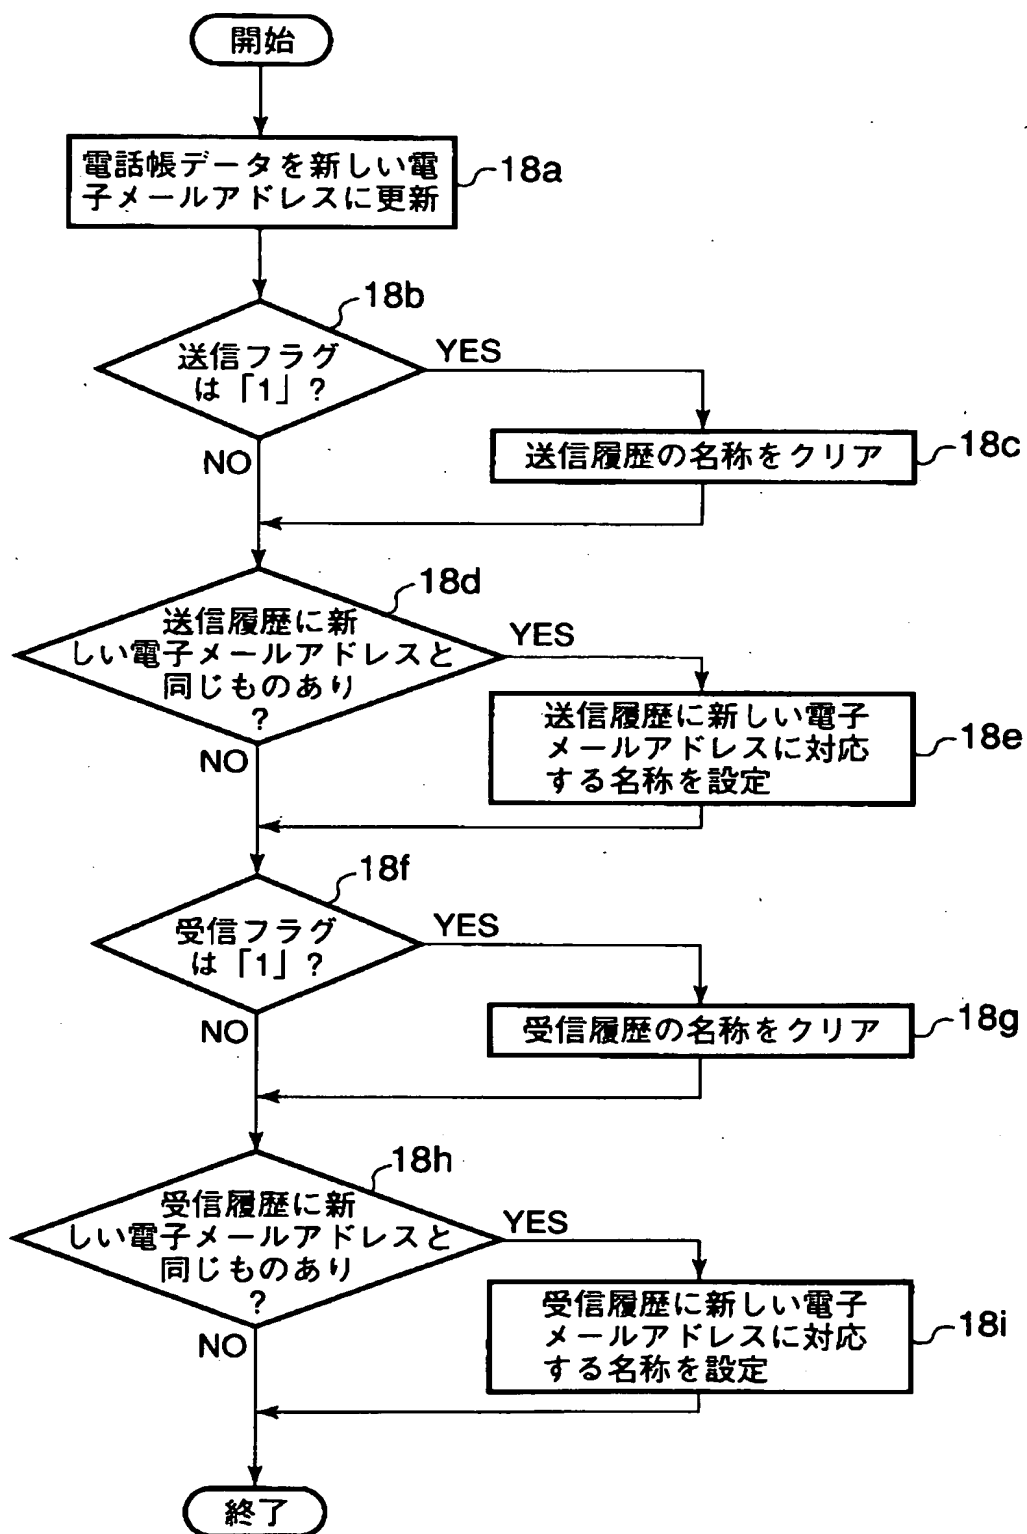 開始
電話帳データを新しい電
子メールアドレスに更新
18a
18b
送信フラグ
は「1」?
YES
NO
送信履歴の名称をクリア
18c
18d
送信履歴に新
しい電子メールアドレスと
同じものあり
?
YES
NO
送信履歴に新しい電子
メールアドレスに対応
する名称を設定
18e
18f
受信フラグ
は「1」?
YES
NO
受信履歴の名称をクリア
18g
18h
受信履歴に新
しい電子メールアドレスと
同じものあり
?
YES
NO
受信履歴に新しい電子
メールアドレスに対応
する名称を設定
18i
終了